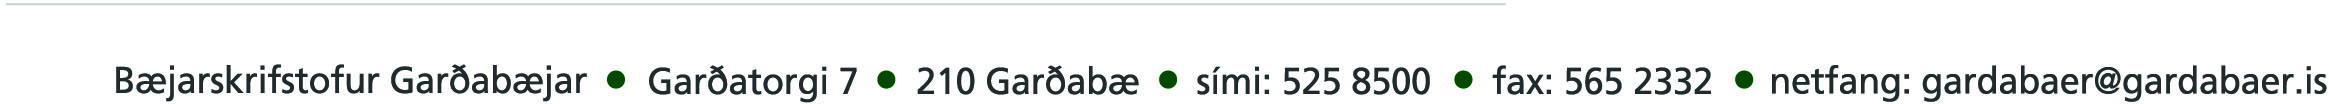 Bæjarskrifstofur Garðabæjar • Garðatorgi 7 • 210 Garðabæ • sími: 525 8500 • fax: 565 2332 • netfang: gardabaer@gardabaer.is